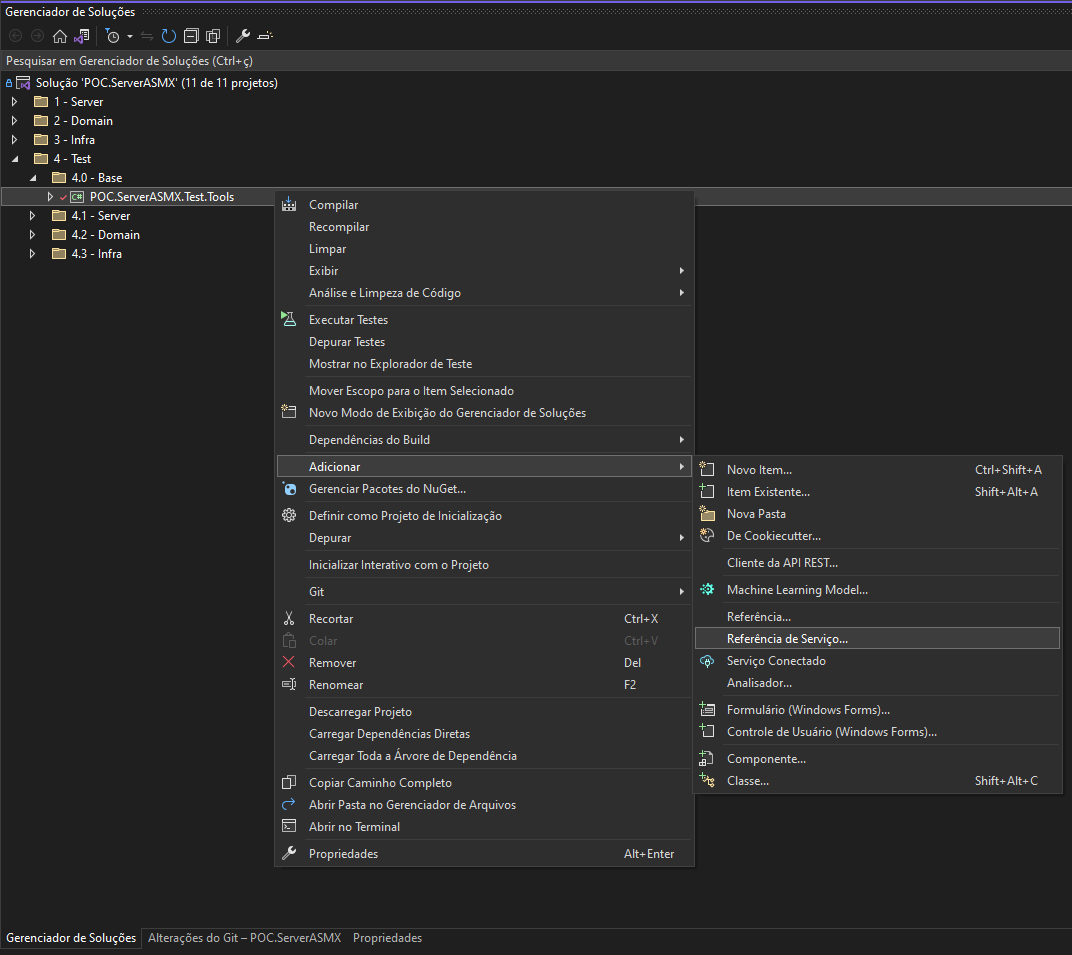 Gerenciador de Soluções
Pesquisar em Gerenciador de Soluções (Ctrl+ç)
Solução 'POC.ServerASMX' (11 de 11 projetos)
1 - Server
2 - Domain
3 - Infra
4 - Test
4.0 - Base
C# POC.ServerASMX.Test.Tools
4.1 - Server
4.2 - Domain
4.3 - Infra
Compilar
Recompilar
Limpar
Exibir
Análise e Limpeza de Código
Executar Testes
Depurar Testes
Mostrar no Explorador de Teste
Mover Escopo para o Item Selecionado
Novo Modo de Exibição do Gerenciador de Soluções
Dependências do Build
Adicionar
Gerenciar Pacotes do NuGet...
Definir como Projeto de Inicialização
Depurar
Inicializar Interativo com o Projeto
Git
Recortar Ctrl+X
Colar Ctrl+V
Remover Del
Renomear F2
Descarregar Projeto
Carregar Dependências Diretas
Carregar Toda a Árvore de Dependência
Copiar Caminho Completo
Abrir Pasta no Gerenciador de Arquivos
Abrir no Terminal
Propriedades Alt+Enter
Novo Item... Ctrl+Shift+A
Item Existente... Shift+Alt+A
Nova Pasta
De Cookiecutter...
Cliente da API REST...
Machine Learning Model...
Referência...
Referência de Serviço...
Serviço Conectado
Analisador...
Formulário (Windows Forms)...
Controle de Usuário (Windows Forms)...
Componente...
Classe... Shift+Alt+C
Gerenciador de Soluções Alterações do Git – POC.ServerASMX Propriedades